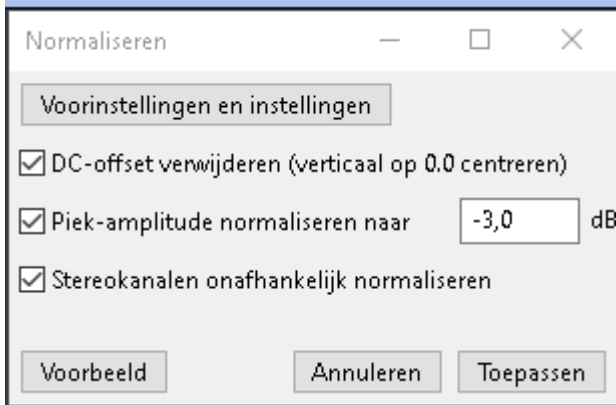 Normaliseren
Voorinstellingen en instellingen
DC-offset verwijderen (verticaal op 0.0 centreren)
Piek-amplitude normaliseren naar -3,0 dB
Stereokanalen onafhankelijk normaliseren
Voorbeeld Annuleren Toepassen